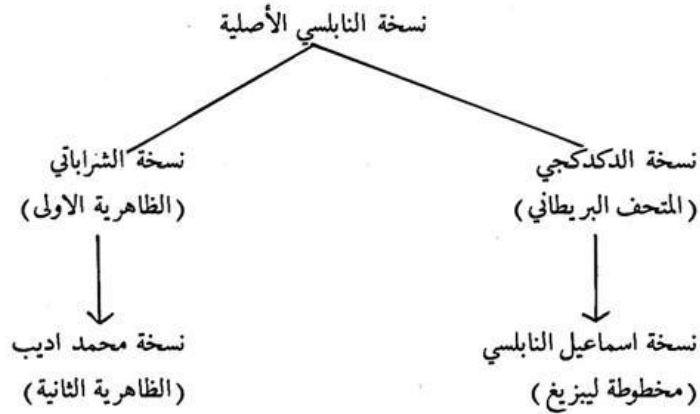 نسخة النابلسي الأصلية
نسخة الدكدكجي
(المتحف البريطاني)
نسخة الشراباتي
(الظاهرية الاولى)
نسخة اسماعيل النابلسي
(مخطوطة ليبزيغ)
نسخة محمد اديب
(الظاهرية الثانية)